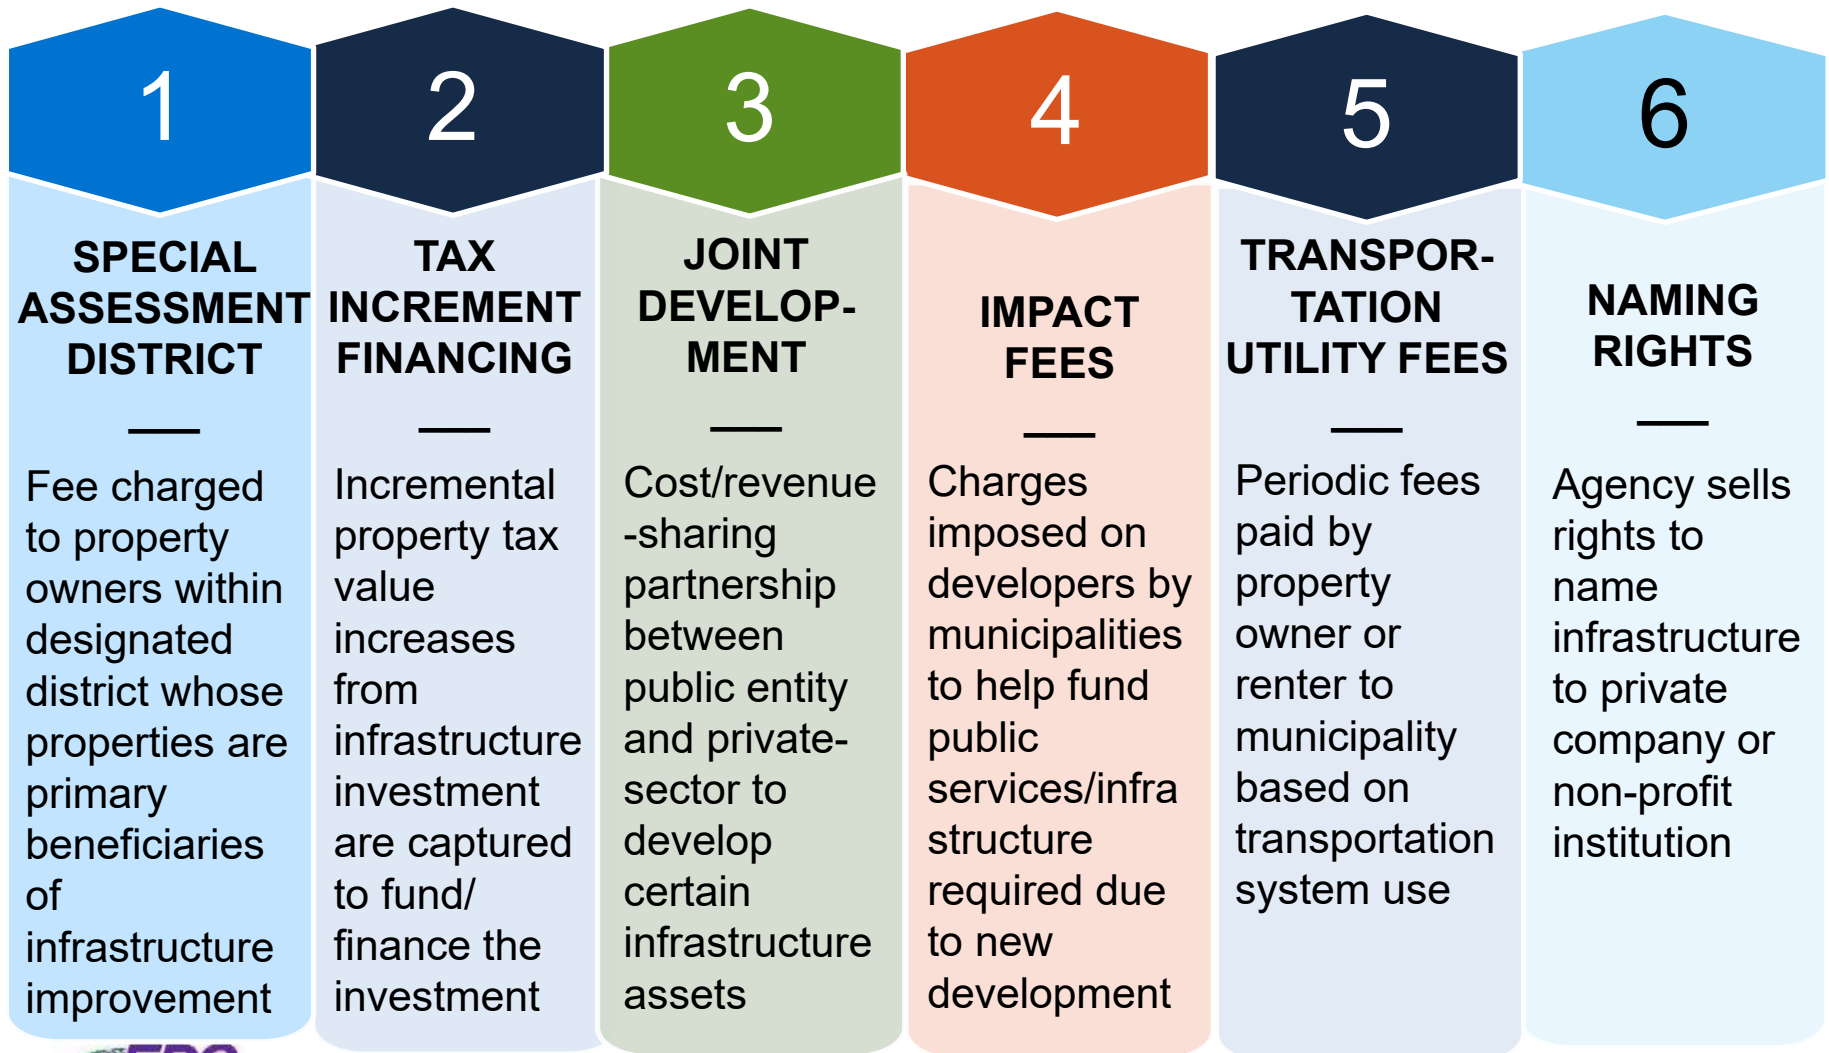 1
SPECIAL
ASSESSMENT
DISTRICT
Fee charged
to property
owners within
designated
district whose
properties are
primary
beneficiaries
of
infrastructure
improvement
2
TAX
INCREMENT
FINANCING
Incremental
property tax
value
increases
from
infrastructure
investment
are captured
to fund/
finance the
investment
3
JOINT
DEVELOP-
MENT
Cost/revenue
-sharing
partnership
between
public entity
and private-
sector to
develop
certain
infrastructure
assets
4
IMPACT
FEES
Charges
imposed on
developers by
municipalities
to help fund
public
services/infra
structure
required due
to new
development
5
TRANSPOR-
TATION
UTILITY FEES
Periodic fees
paid by
property
owner or
renter to
municipality
based on
transportation
system use
6
NAMING
RIGHTS
Agency sells
rights to
name
infrastructure
to private
company or
non-profit
institution